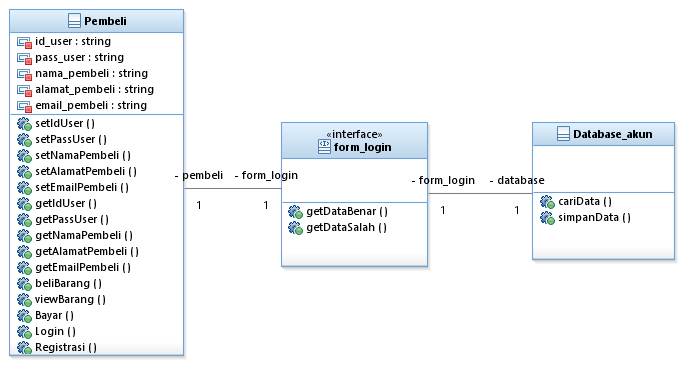 Pembeli
id_user : string
pass_user : string
nama_pembeli : string
alamat_pembeli : string
email_pembeli : string
setIdUser ( )
setPassUser ( )
setNamaPembeli ( )
setAlamatPembeli ( )
setEmailPembeli ( )
getIdUser ( )
getPassUser ( )
getNamaPembeli ( )
getAlamatPembeli ( )
getEmailPembeli ( )
beliBarang ( )
viewBarang ( )
Bayar ( )
Login ( )
Registrasi ( )
- pembeli - form_login
1 1
«interface»
form_login
getDataBenar ( )
getDataSalah ( )
- form_login - database
1 1
Database_akun
cariData ( )
simpanData ( )